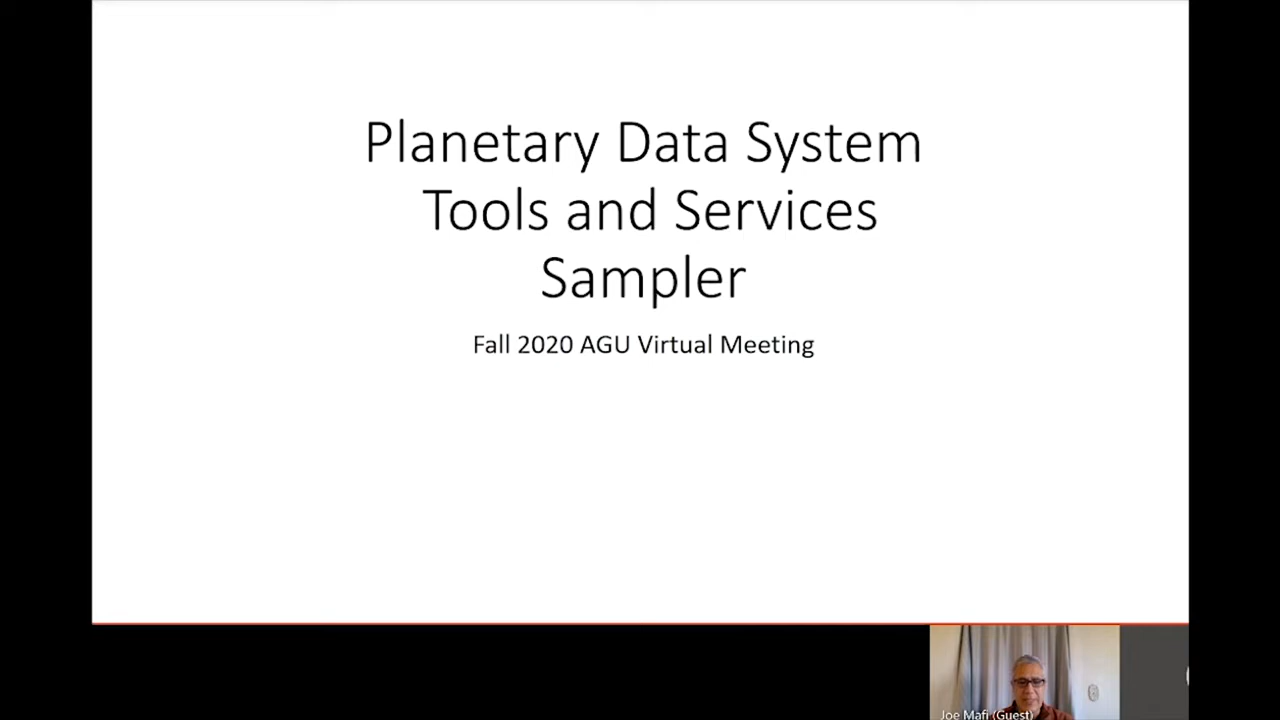 Planetary Data System
Tools and Services
Sampler
Fall 2020 AGU Virtual Meeting
Joe Mafi (Guest)